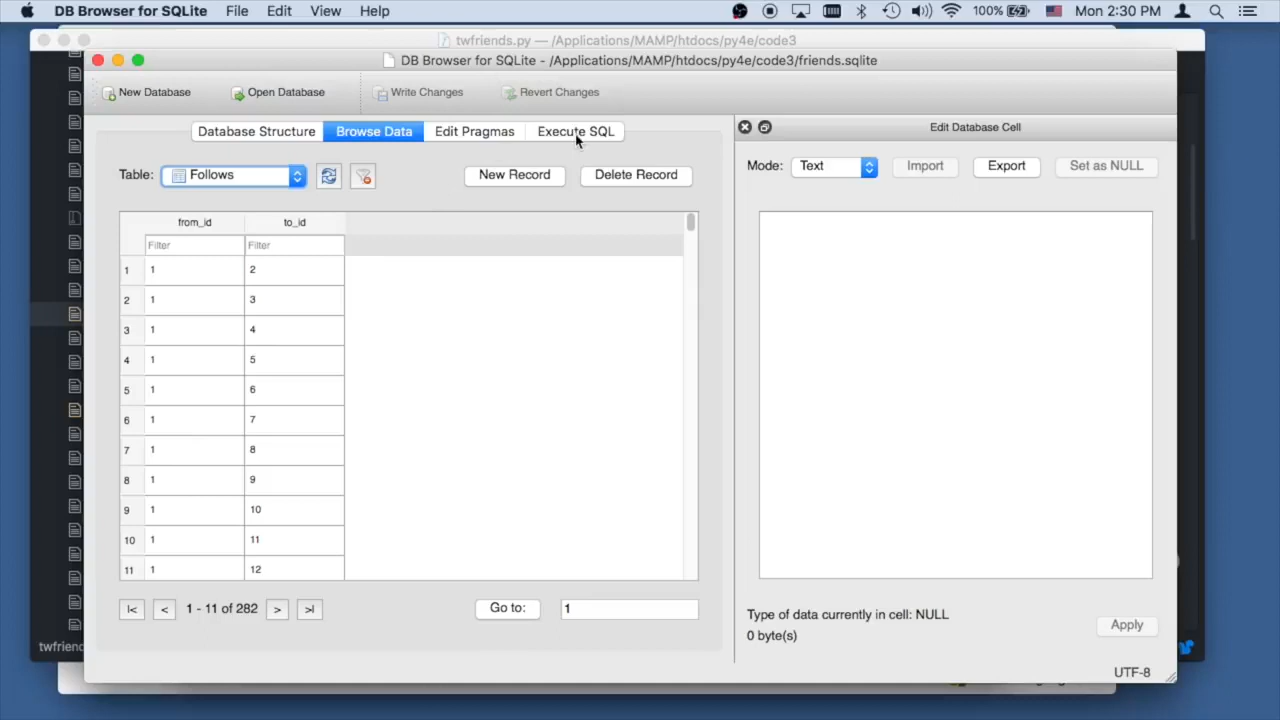 DB Browser for SQLite File Edit View Help 100% Mon 2:30 PM
twfriends.py — /Applications/MAMP/htdocs/py4e/code3
DB Browser for SQLite - /Applications/MAMP/htdocs/py4e/code3/friends.sqlite
New Database Open Database Write Changes Revert Changes
Database Structure Browse Data Edit Pragmas Execute SQL
Edit Database Cell
Table: Follows New Record Delete Record
Mode: Text Import Export Set as NULL
from_id to_id
Filter Filter
1 1 2
2 1 3
3 1 4
4 1 5
5 1 6
6 1 7
7 1 8
8 1 9
9 1 10
10 1 11
11 1 12
|< < 1 - 11 of 282 > >| Go to: 1
Type of data currently in cell: NULL
0 byte(s)
Apply
twfriend
UTF-8